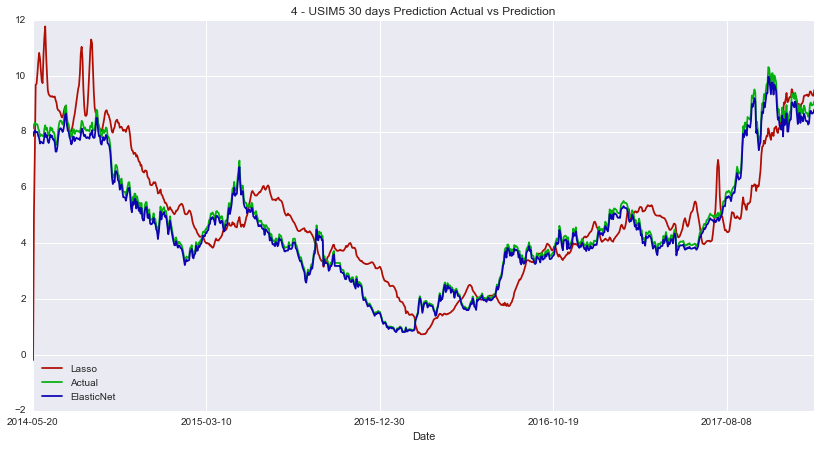 4 - USIM5 30 days Prediction Actual vs Prediction
12
10
8
6
4
2
0
−2
Lasso
Actual
ElasticNet
2014-05-20
2015-03-10
2015-12-30
2016-10-19
2017-08-08
Date